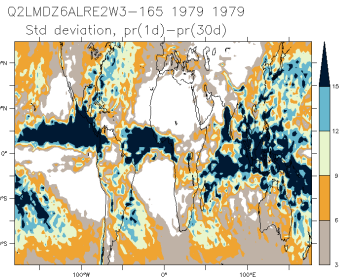 Q2LMDZ6ALRE2W3-165 1979 1979
Std deviation, pr(1d)-pr(30d)
15
12
9
6
3
0°
100°W
0°
100°E